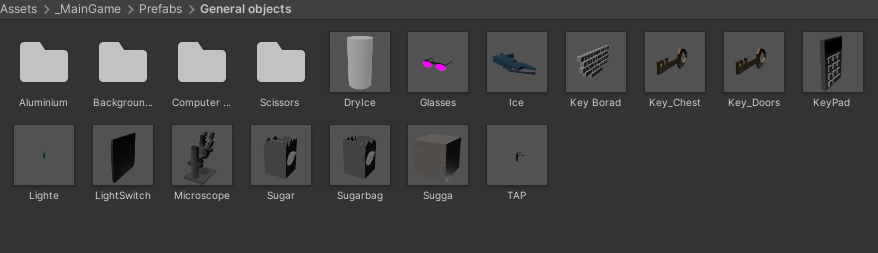 Assets > _MainGame > Prefabs > General objects
Aluminium Backgroun... Computer ... Scissors DryIce Glasses Ice Key Borad Key_Chest Key_Doors KeyPad
Lighte LightSwitch Microscope Sugar Sugarbag Sugga TAP